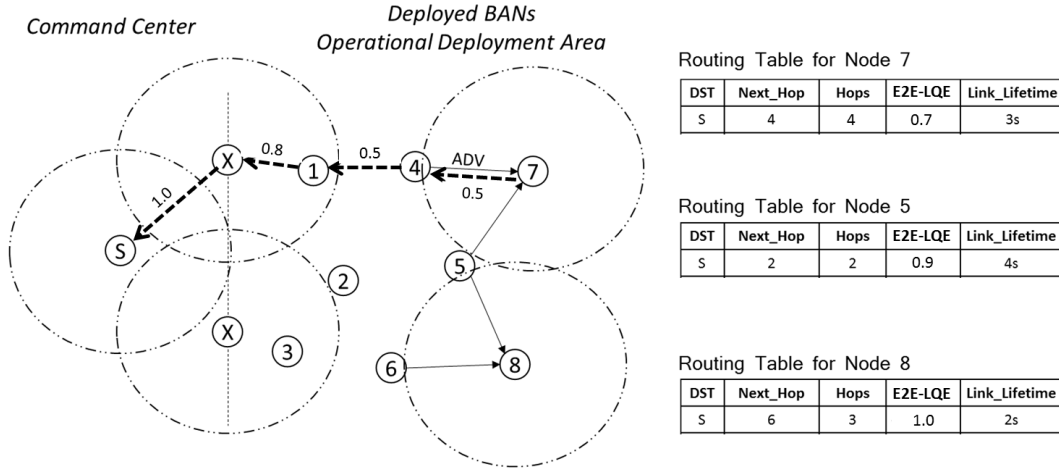 Command Center
Deployed BANs
Operational Deployment Area
X
0.8
1
0.5
4
ADV
0.5
7
1.0
S
2
5
X
3
6
8
Routing Table for Node 7
DST Next_Hop Hops E2E-LQE Link_Lifetime
S 4 4 0.7 3s
Routing Table for Node 5
DST Next_Hop Hops E2E-LQE Link_Lifetime
S 2 2 0.9 4s
Routing Table for Node 8
DST Next_Hop Hops E2E-LQE Link_Lifetime
S 6 3 1.0 2s